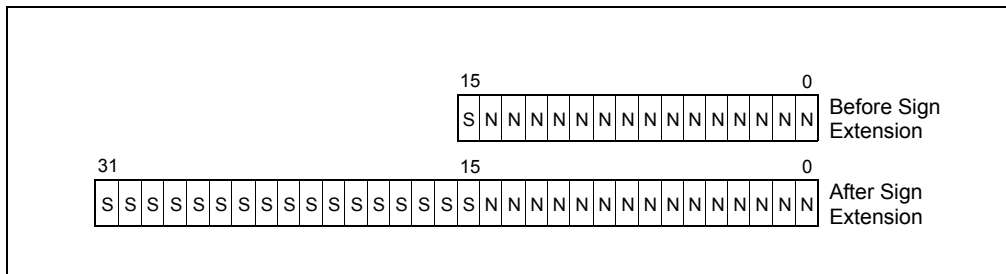 15 0
S N N N N N N N N N N N N N N N Before Sign
Extension
31 15 0
S S S S S S S S S S S S S S S S S N N N N N N N N N N N N N N N After Sign
Extension